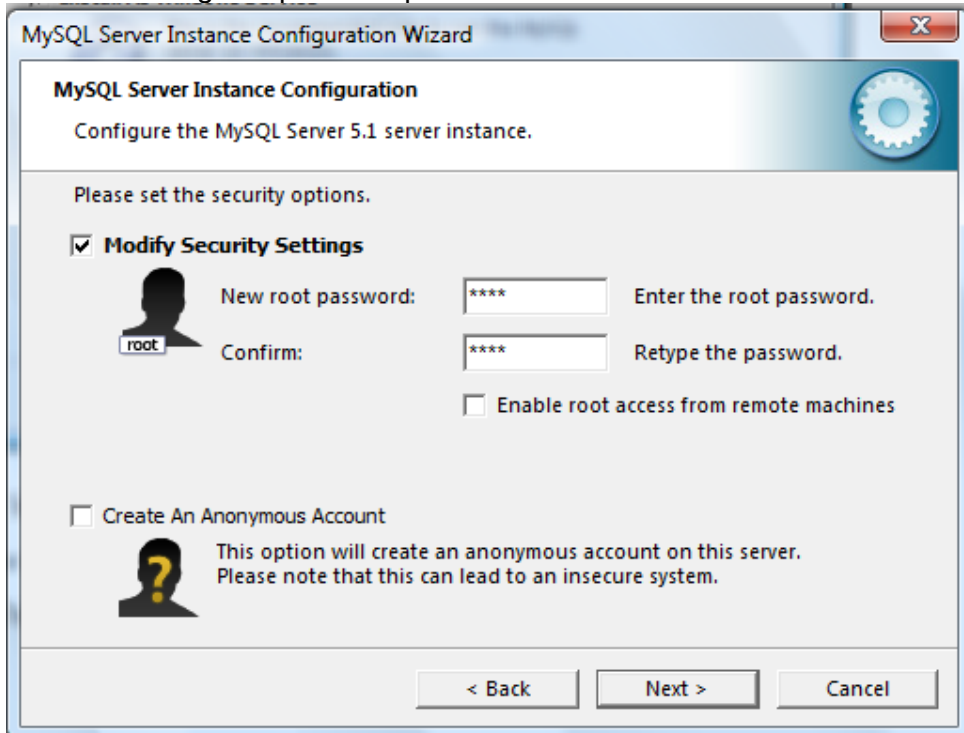 MySQL Server Instance Configuration Wizard
MySQL Server Instance Configuration
Configure the MySQL Server 5.1 server instance.
Please set the security options.
Modify Security Settings
New root password: **** Enter the root password.
root
Confirm: **** Retype the password.
Enable root access from remote machines
Create An Anonymous Account
?
This option will create an anonymous account on this server.
Please note that this can lead to an insecure system.
< Back Next > Cancel